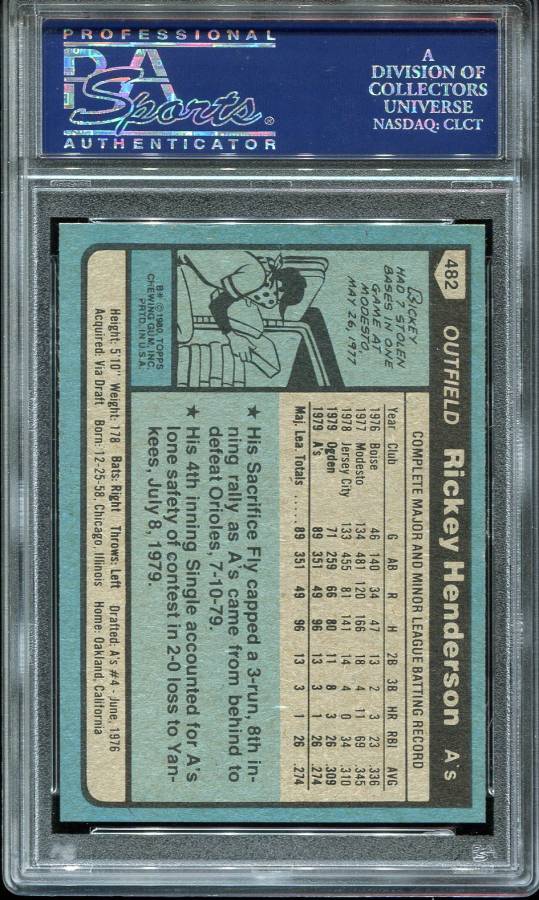 PROFESSIONAL
PSA
Sports®
AUTHENTICATOR
A
DIVISION OF
COLLECTORS
UNIVERSE
NASDAQ: CLCT
482 OUTFIELD Rickey Henderson A's
COMPLETE MAJOR AND MINOR LEAGUE BATTING RECORD
Year Club G AB R H 2B 3B HR RBI AVG
1976 Boise 46 140 34 47 13 2 3 23 .336
1977 Modesto 134 481 120 166 18 4 11 69 .345
1978 Jersey City 133 455 81 141 14 4 0 34 .310
1979 Ogden 71 259 66 80 11 8 3 26 .309
1979 A's 89 351 49 96 13 3 1 26 .274
Maj. Lea. Totals ..... 89 351 49 96 13 3 1 26 .274
RICKEY
HAD 7 STOLEN
BASES IN ONE
GAME AT
MODESTO,
MAY 26, 1977
★ His Sacrifice Fly capped a 3-run, 8th in-
ning rally as A's came from behind to
defeat Orioles, 7-10-79.
★ His 4th inning Single accounted for A's
lone safety of contest in 2-0 loss to Yan-
kees, July 8, 1979.
B* © 1980 TOPPS
CHEWING GUM, INC.
PRTD. IN U.S.A.
Height: 5'10" Weight: 178 Bats: Right Throws: Left Drafted: A's #4 - June, 1976
Acquired: Via Draft Born: 12-25-58, Chicago, Illinois Home: Oakland, California